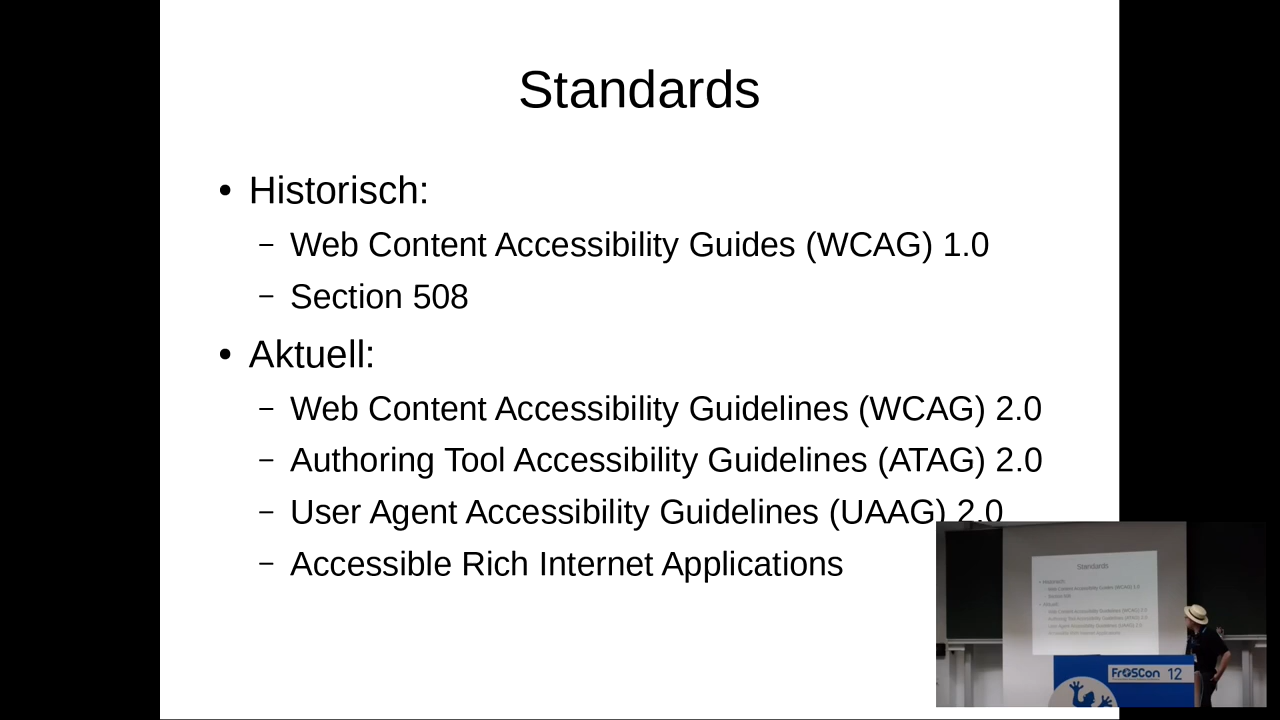 Standards
• Historisch:
– Web Content Accessibility Guides (WCAG) 1.0
– Section 508
• Aktuell:
– Web Content Accessibility Guidelines (WCAG) 2.0
– Authoring Tool Accessibility Guidelines (ATAG) 2.0
– User Agent Accessibility Guidelines (UAAG) 2.0
– Accessible Rich Internet Applications
Standards
FrOSCon 12